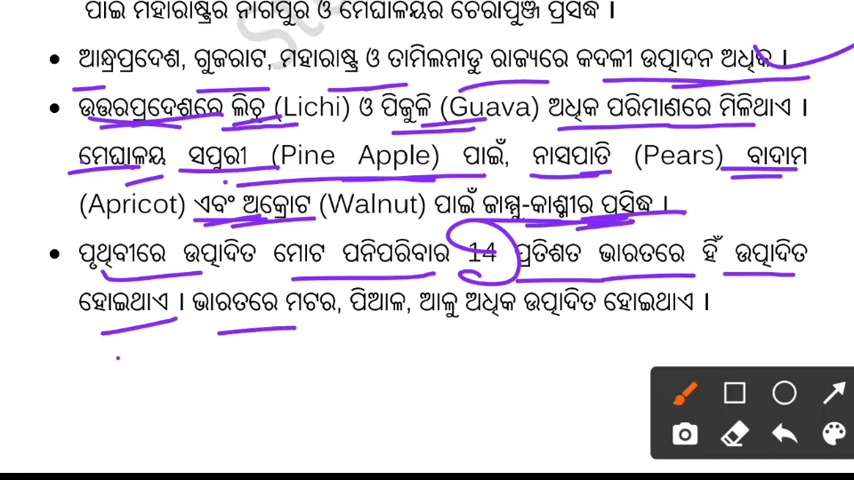 ପାଇଁ ମହାରାଷ୍ଟ୍ରର ନାଗପୁର ଓ ମେଘାଳୟର ଚେରାପୁଞ୍ଜି ପ୍ରସିଦ୍ଧ ।
• ଆନ୍ଧ୍ରପ୍ରଦେଶ, ଗୁଜରାଟ, ମହାରାଷ୍ଟ୍ର ଓ ତାମିଲନାଡୁ ରାଜ୍ୟରେ କଦଳୀ ଉତ୍ପାଦନ ଅଧିକ ।
• ଉତ୍ତରପ୍ରଦେଶରେ ଲିଚୁ (Lichi) ଓ ପିଜୁଳି (Guava) ଅଧିକ ପରିମାଣରେ ମିଳିଥାଏ ।
ମେଘାଳୟ ସପୁରୀ (Pine Apple) ପାଇଁ, ନାସପାତି (Pears) ବାଦାମ
(Apricot) ଏବଂ ଅକ୍ରୋଟ (Walnut) ପାଇଁ ଜାମ୍ମୁ-କାଶ୍ମୀର ପ୍ରସିଦ୍ଧ ।
• ପୃଥିବୀରେ ଉତ୍ପାଦିତ ମୋଟ ପନିପରିବାର 14 ପ୍ରତିଶତ ଭାରତରେ ହିଁ ଉତ୍ପାଦିତ
ହୋଇଥାଏ । ଭାରତରେ ମଟର, ପିଆଜ, ଆଳୁ ଅଧିକ ଉତ୍ପାଦିତ ହୋଇଥାଏ ।